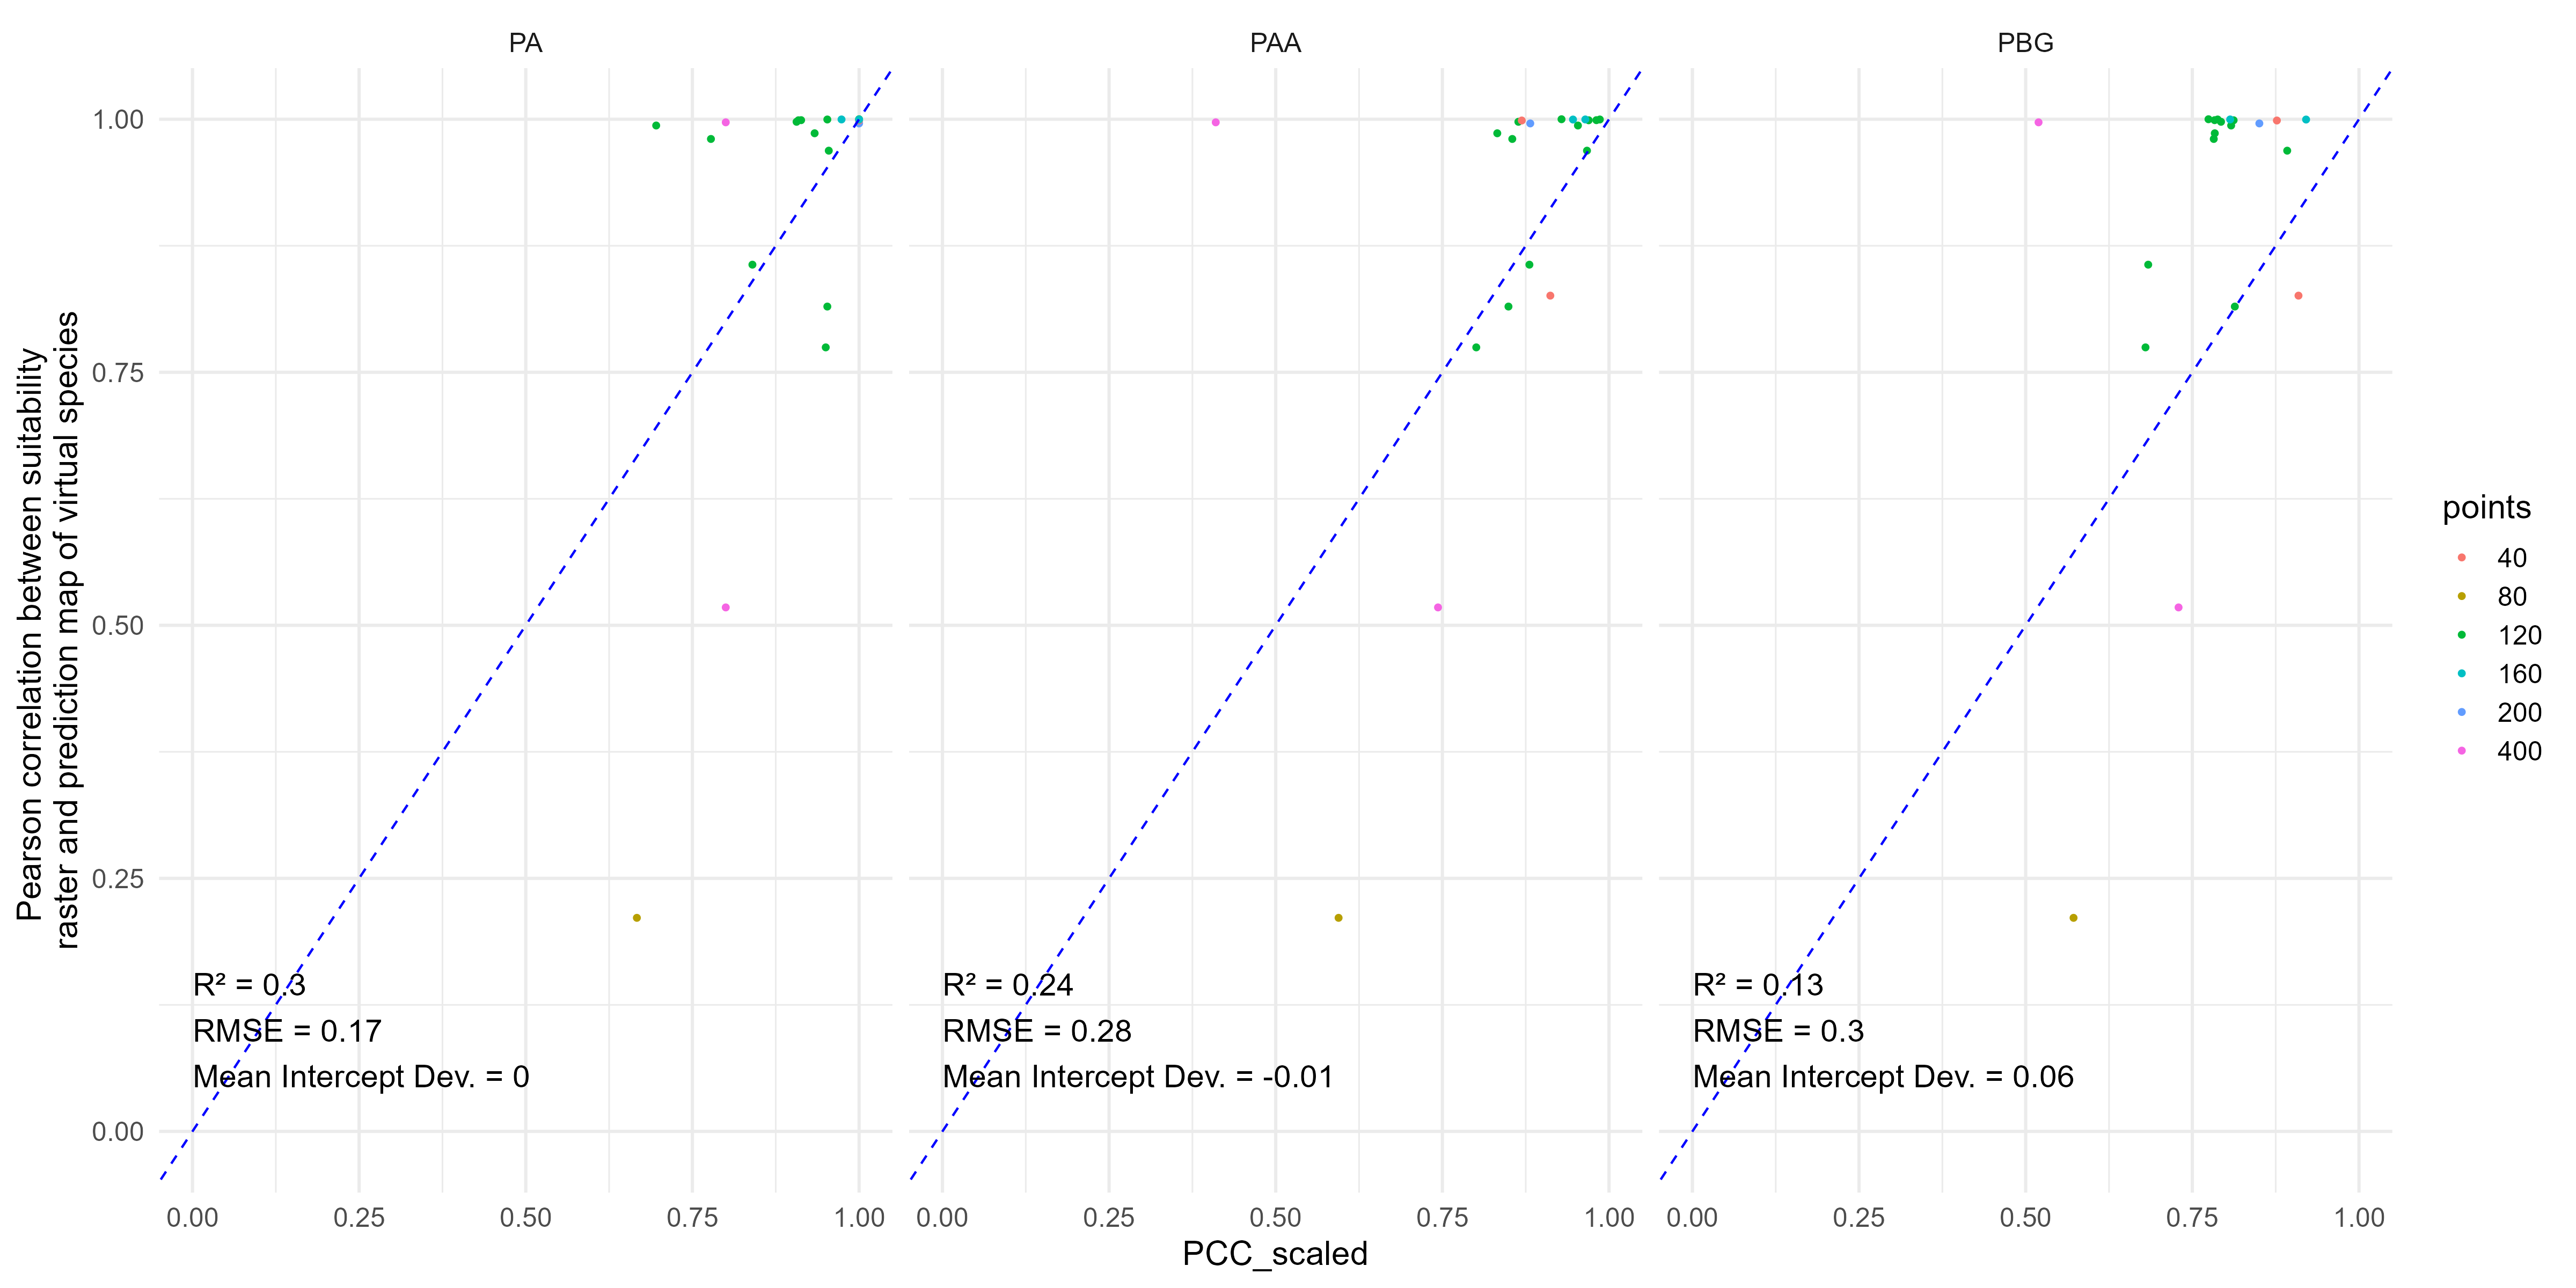 PA
PAA
PBG
Pearson correlation between suitability
raster and prediction map of virtual species
1.00
0.75
0.50
0.25
0.00
R² = 0.3
RMSE = 0.17
Mean Intercept Dev. = 0
R² = 0.24
RMSE = 0.28
Mean Intercept Dev. = -0.01
R² = 0.13
RMSE = 0.3
Mean Intercept Dev. = 0.06
0.00 0.25 0.50 0.75 1.00
0.00 0.25 0.50 0.75 1.00
0.00 0.25 0.50 0.75 1.00
PCC_scaled
points
40
80
120
160
200
400